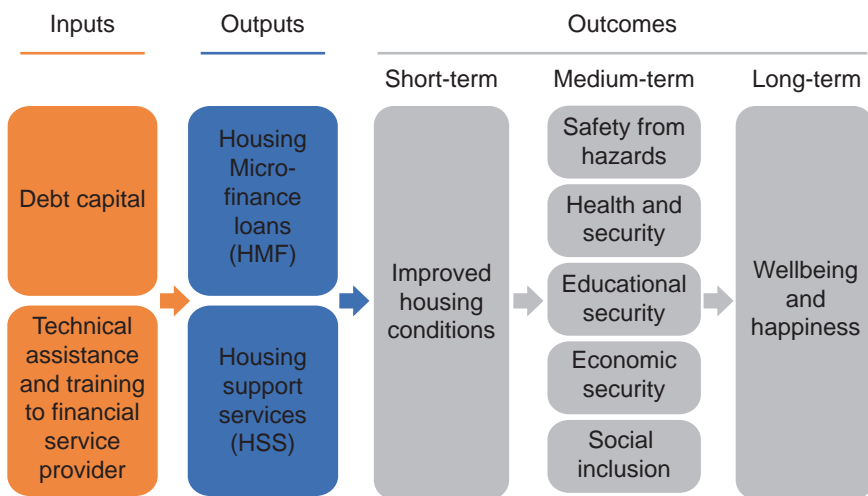 Inputs
Outputs
Outcomes
Short-term
Medium-term
Long-term
Debt capital
Technical
assistance
and training
to financial
service
provider
Housing
Micro-
finance
loans
(HMF)
Housing
support
services
(HSS)
Improved
housing
conditions
Safety from
hazards
Health and
security
Educational
security
Economic
security
Social
inclusion
Wellbeing
and
happiness